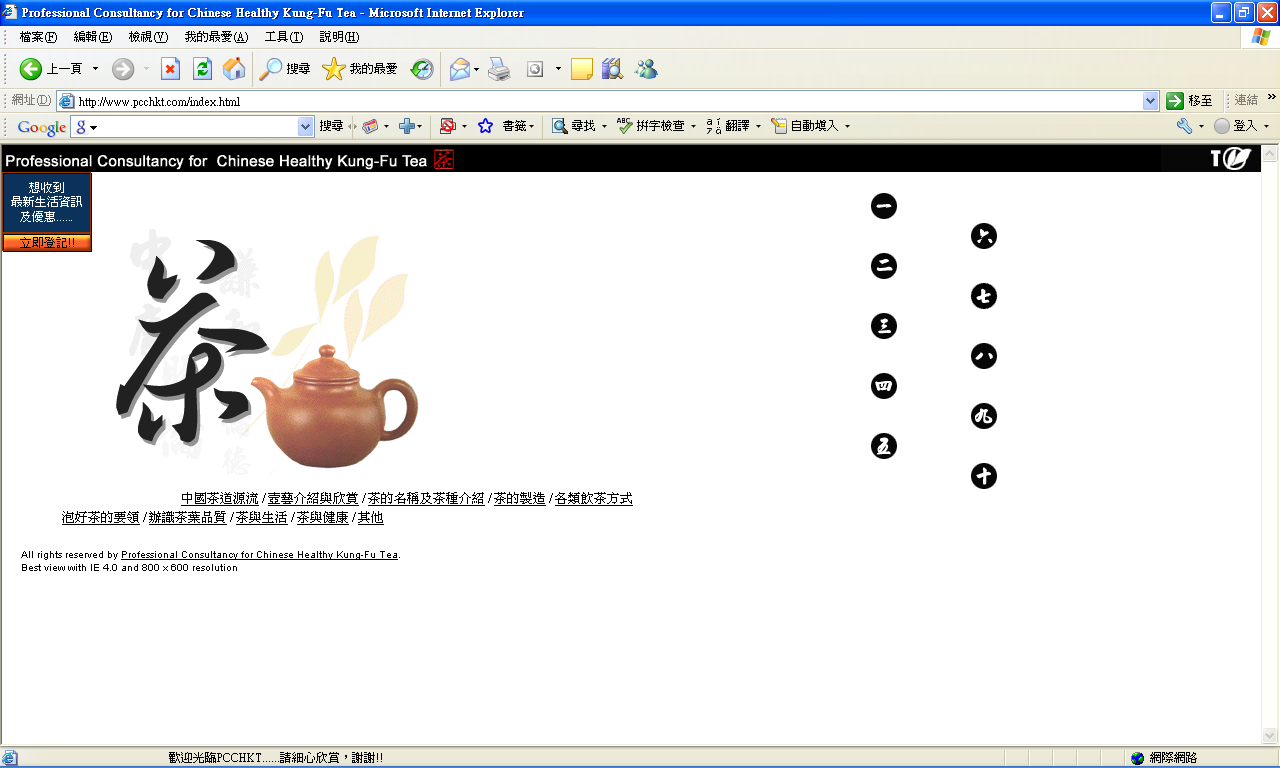 Professional Consultancy for Chinese Healthy Kung-Fu Tea - Microsoft Internet Explorer
檔案(F) 編輯(E) 檢視(V) 我的最愛(A) 工具(T) 說明(H)
上一頁 搜尋 我的最愛
網址(D) http://www.pcchkt.com/index.html 移至 連結 »
Google g 搜尋 書籤 尋找 ABC 拼字檢查 翻譯 自動填入 登入
Professional Consultancy for Chinese Healthy Kung-Fu Tea 茶
想收到
最新生活資訊
及優惠......
立即登記!!
茶
一
六
二
七
三
八
四
九
五
十
中國茶道源流 / 壺藝介紹與欣賞 / 茶的名稱及茶種介紹 / 茶的製造 / 各類飲茶方式
泡好茶的要領 / 辦識茶葉品質 / 茶與生活 / 茶與健康 / 其他
All rights reserved by Professional Consultancy for Chinese Healthy Kung-Fu Tea.
Best view with IE 4.0 and 800 x 600 resolution
歡迎光臨PCCHKT......請細心欣賞，謝謝!! 網際網路